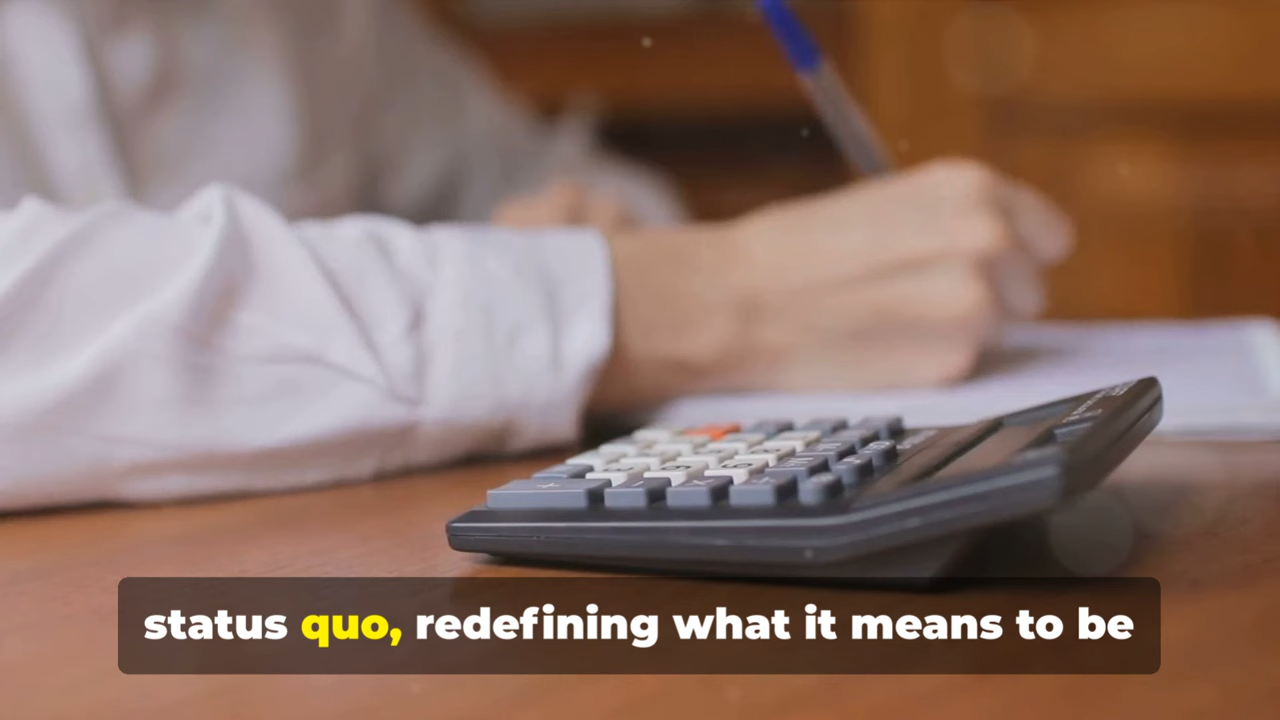 status quo, redefining what it means to be